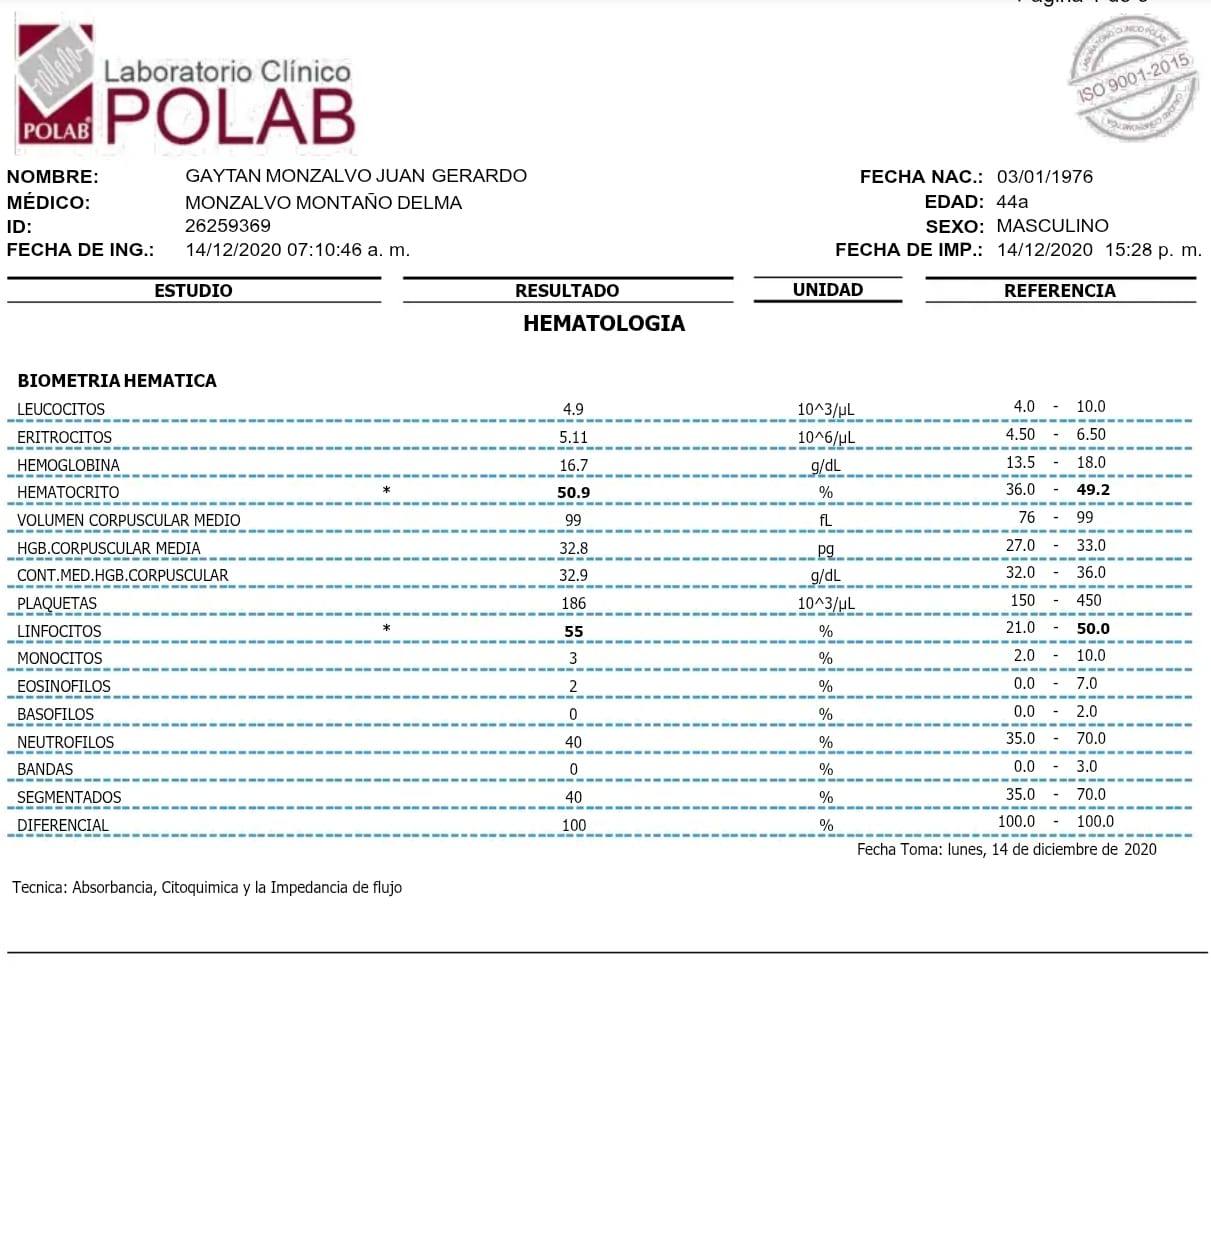 Laboratorio Clínico
POLAB
POLAB
ISO 9001-2015
NOMBRE: GAYTAN MONZALVO JUAN GERARDO FECHA NAC.: 03/01/1976
MÉDICO: MONZALVO MONTAÑO DELMA EDAD: 44a
ID: 26259369 SEXO: MASCULINO
FECHA DE ING.: 14/12/2020 07:10:46 a. m. FECHA DE IMP.: 14/12/2020 15:28 p. m.
ESTUDIO RESULTADO UNIDAD REFERENCIA
HEMATOLOGIA
BIOMETRIA HEMATICA
LEUCOCITOS 4.9 10^3/µL 4.0 - 10.0
ERITROCITOS 5.11 10^6/µL 4.50 - 6.50
HEMOGLOBINA 16.7 g/dL 13.5 - 18.0
HEMATOCRITO * 50.9 % 36.0 - 49.2
VOLUMEN CORPUSCULAR MEDIO 99 fL 76 - 99
HGB.CORPUSCULAR MEDIA 32.8 pg 27.0 - 33.0
CONT.MED.HGB.CORPUSCULAR 32.9 g/dL 32.0 - 36.0
PLAQUETAS 186 10^3/µL 150 - 450
LINFOCITOS * 55 % 21.0 - 50.0
MONOCITOS 3 % 2.0 - 10.0
EOSINOFILOS 2 % 0.0 - 7.0
BASOFILOS 0 % 0.0 - 2.0
NEUTROFILOS 40 % 35.0 - 70.0
BANDAS 0 % 0.0 - 3.0
SEGMENTADOS 40 % 35.0 - 70.0
DIFERENCIAL 100 % 100.0 - 100.0
Fecha Toma: lunes, 14 de diciembre de 2020
Tecnica: Absorbancia, Citoquimica y la Impedancia de flujo